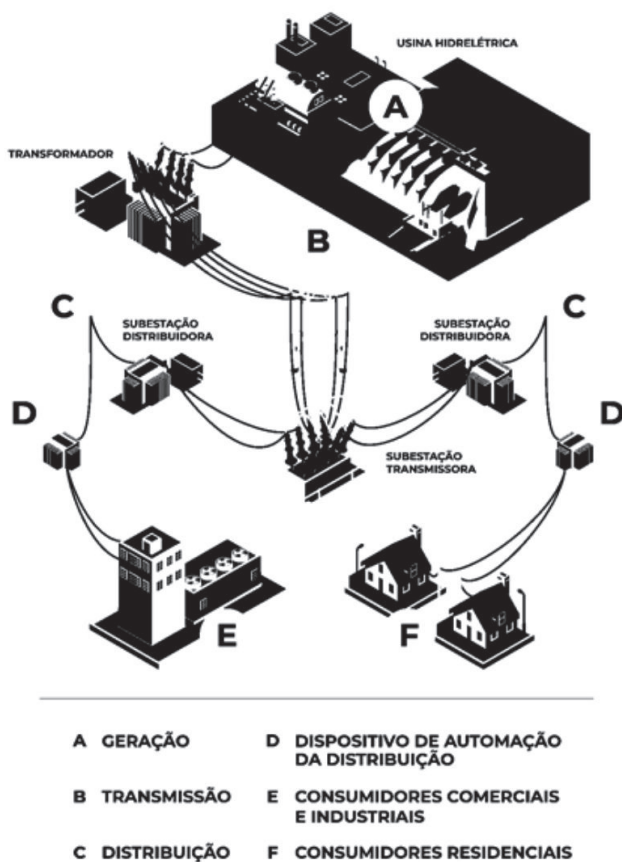 USINA HIDRELÉTRICA
A
TRANSFORMADOR
B
C
SUBESTAÇÃO
DISTRIBUIDORA
SUBESTAÇÃO
DISTRIBUIDORA
C
D
D
SUBESTAÇÃO
TRANSMISSORA
E
F
A GERAÇÃO
D DISPOSITIVO DE AUTOMAÇÃO
DA DISTRIBUIÇÃO
B TRANSMISSÃO
E CONSUMIDORES COMERCIAIS
E INDUSTRIAIS
C DISTRIBUIÇÃO
F CONSUMIDORES RESIDENCIAIS